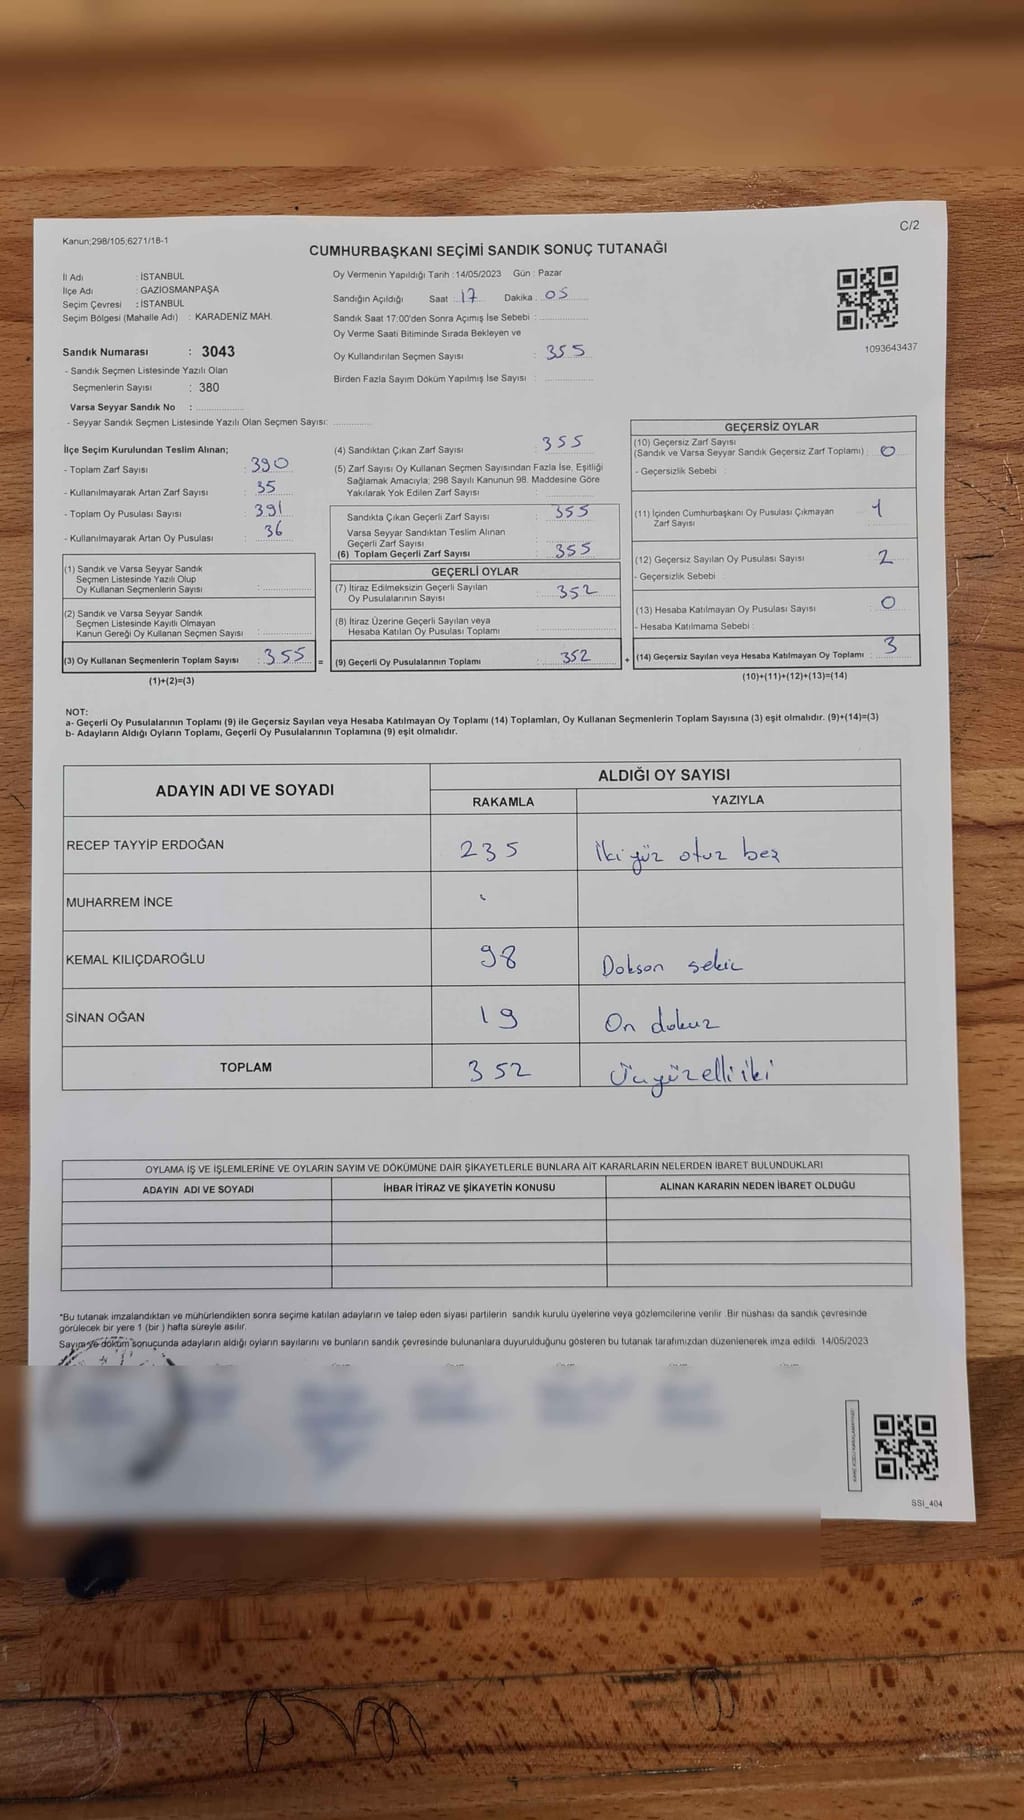 Kanun;298/105;6271/18-1
C/2
CUMHURBAŞKANI SEÇİMİ SANDIK SONUÇ TUTANAĞI
İl Adı : İSTANBUL
İlçe Adı : GAZİOSMANPAŞA
Seçim Çevresi : İSTANBUL
Seçim Bölgesi (Mahalle Adı) : KARADENİZ MAH.
Sandık Numarası : 3043
- Sandık Seçmen Listesinde Yazılı Olan
Seçmenlerin Sayısı : 380
Varsa Seyyar Sandık No :
- Seyyar Sandık Seçmen Listesinde Yazılı Olan Seçmen Sayısı:
Oy Vermenin Yapıldığı Tarih :14/05/2023 Gün : Pazar
Sandığın Açıldığı Saat : 17 Dakika : 05
Sandık Saat 17:00'den Sonra Açımış İse Sebebi :
Oy Verme Saati Bitiminde Sırada Bekleyen ve
Oy Kullandırılan Seçmen Sayısı : 355
Birden Fazla Sayım Döküm Yapılmış İse Sayısı :
1093643437
İlçe Seçim Kurulundan Teslim Alınan;
- Toplam Zarf Sayısı : 390
- Kullanılmayarak Artan Zarf Sayısı : 35
- Toplam Oy Pusulası Sayısı : 391
- Kullanılmayarak Artan Oy Pusulası : 36
(1) Sandık ve Varsa Seyyar Sandık
Seçmen Listesinde Yazılı Olup
Oy Kullanan Seçmenlerin Sayısı :
(2) Sandık ve Varsa Seyyar Sandık
Seçmen Listesinde Kayıtlı Olmayan
Kanun Gereği Oy Kullanan Seçmen Sayısı :
(3) Oy Kullanan Seçmenlerin Toplam Sayısı : 355 =
(1)+(2)=(3)
(4) Sandıktan Çıkan Zarf Sayısı : 355
(5) Zarf Sayısı Oy Kullanan Seçmen Sayısından Fazla İse, Eşitliği
Sağlamak Amacıyla; 298 Sayılı Kanunun 98. Maddesine Göre
Yakılarak Yok Edilen Zarf Sayısı :
Sandıkta Çıkan Geçerli Zarf Sayısı : 355
Varsa Seyyar Sandıktan Teslim Alınan
Geçerli Zarf Sayısı :
(6) Toplam Geçerli Zarf Sayısı : 355
GEÇERLİ OYLAR
(7) İtiraz Edilmeksizin Geçerli Sayılan
Oy Pusulalarının Sayısı : 352
(8) İtiraz Üzerine Geçerli Sayılan veya
Hesaba Katılan Oy Pusulası Toplamı :
(9) Geçerli Oy Pusulalarının Toplamı : 352 +
GEÇERSİZ OYLAR
(10) Geçersiz Zarf Sayısı
(Sandık ve Varsa Seyyar Sandık Geçersiz Zarf Toplamı) : 0
- Geçersizlik Sebebi :
(11) İçinden Cumhurbaşkanı Oy Pusulası Çıkmayan
Zarf Sayısı : 1
(12) Geçersiz Sayılan Oy Pusulası Sayısı : 2
- Geçersizlik Sebebi :
(13) Hesaba Katılmayan Oy Pusulası Sayısı : 0
- Hesaba Katılmama Sebebi :
(14) Geçersiz Sayılan veya Hesaba Katılmayan Oy Toplamı : 3
(10)+(11)+(12)+(13)=(14)
NOT:
a- Geçerli Oy Pusulalarının Toplamı (9) ile Geçersiz Sayılan veya Hesaba Katılmayan Oy Toplamı (14) Toplamları, Oy Kullanan Seçmenlerin Toplam Sayısına (3) eşit olmalıdır. (9)+(14)=(3)
b- Adayların Aldığı Oyların Toplamı, Geçerli Oy Pusulalarının Toplamına (9) eşit olmalıdır.
ADAYIN ADI VE SOYADI
ALDIĞI OY SAYISI
RAKAMLA YAZIYLA
RECEP TAYYİP ERDOĞAN 235 İki yüz otuz beş
MUHARREM İNCE
KEMAL KILIÇDAROĞLU 98 Dokson sekiz
SİNAN OĞAN 19 On dokuz
TOPLAM 352 Üçyüzelli iki
OYLAMA İŞ VE İŞLEMLERİNE VE OYLARIN SAYIM VE DÖKÜMÜNE DAİR ŞİKAYETLERLE BUNLARA AİT KARARLARIN NELERDEN İBARET BULUNDUKLARI
ADAYIN ADI VE SOYADI İHBAR İTİRAZ VE ŞİKAYETİN KONUSU ALINAN KARARIN NEDEN İBARET OLDUĞU
*Bu tutanak imzalandıktan ve mühürlendikten sonra seçime katılan adayların ve talep eden siyasi partilerin sandık kurulu üyelerine veya gözlemcilerine verilir. Bir nüshası da sandık çevresinde
görülecek bir yere 1 (bir) hafta süreyle asılır.
Sayım ve döküm sonucunda adayların aldığı oyların sayılarını ve bunların sandık çevresinde bulunanlara duyurulduğunu gösteren bu tutanak tarafımızdan düzenlenerek imza edildi. 14/05/2023
SSİ_404